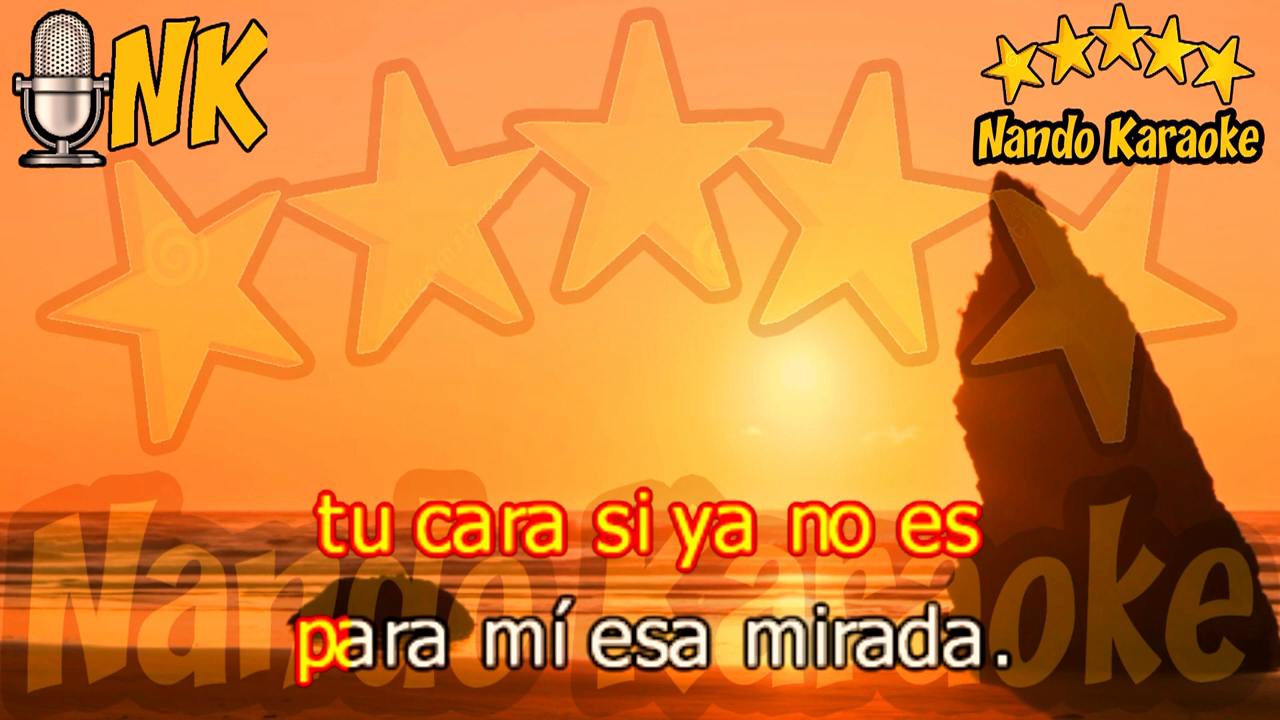 NK
Nando Karaoke
tu cara si ya no es
para mí esa mirada.
Nando Karaoke